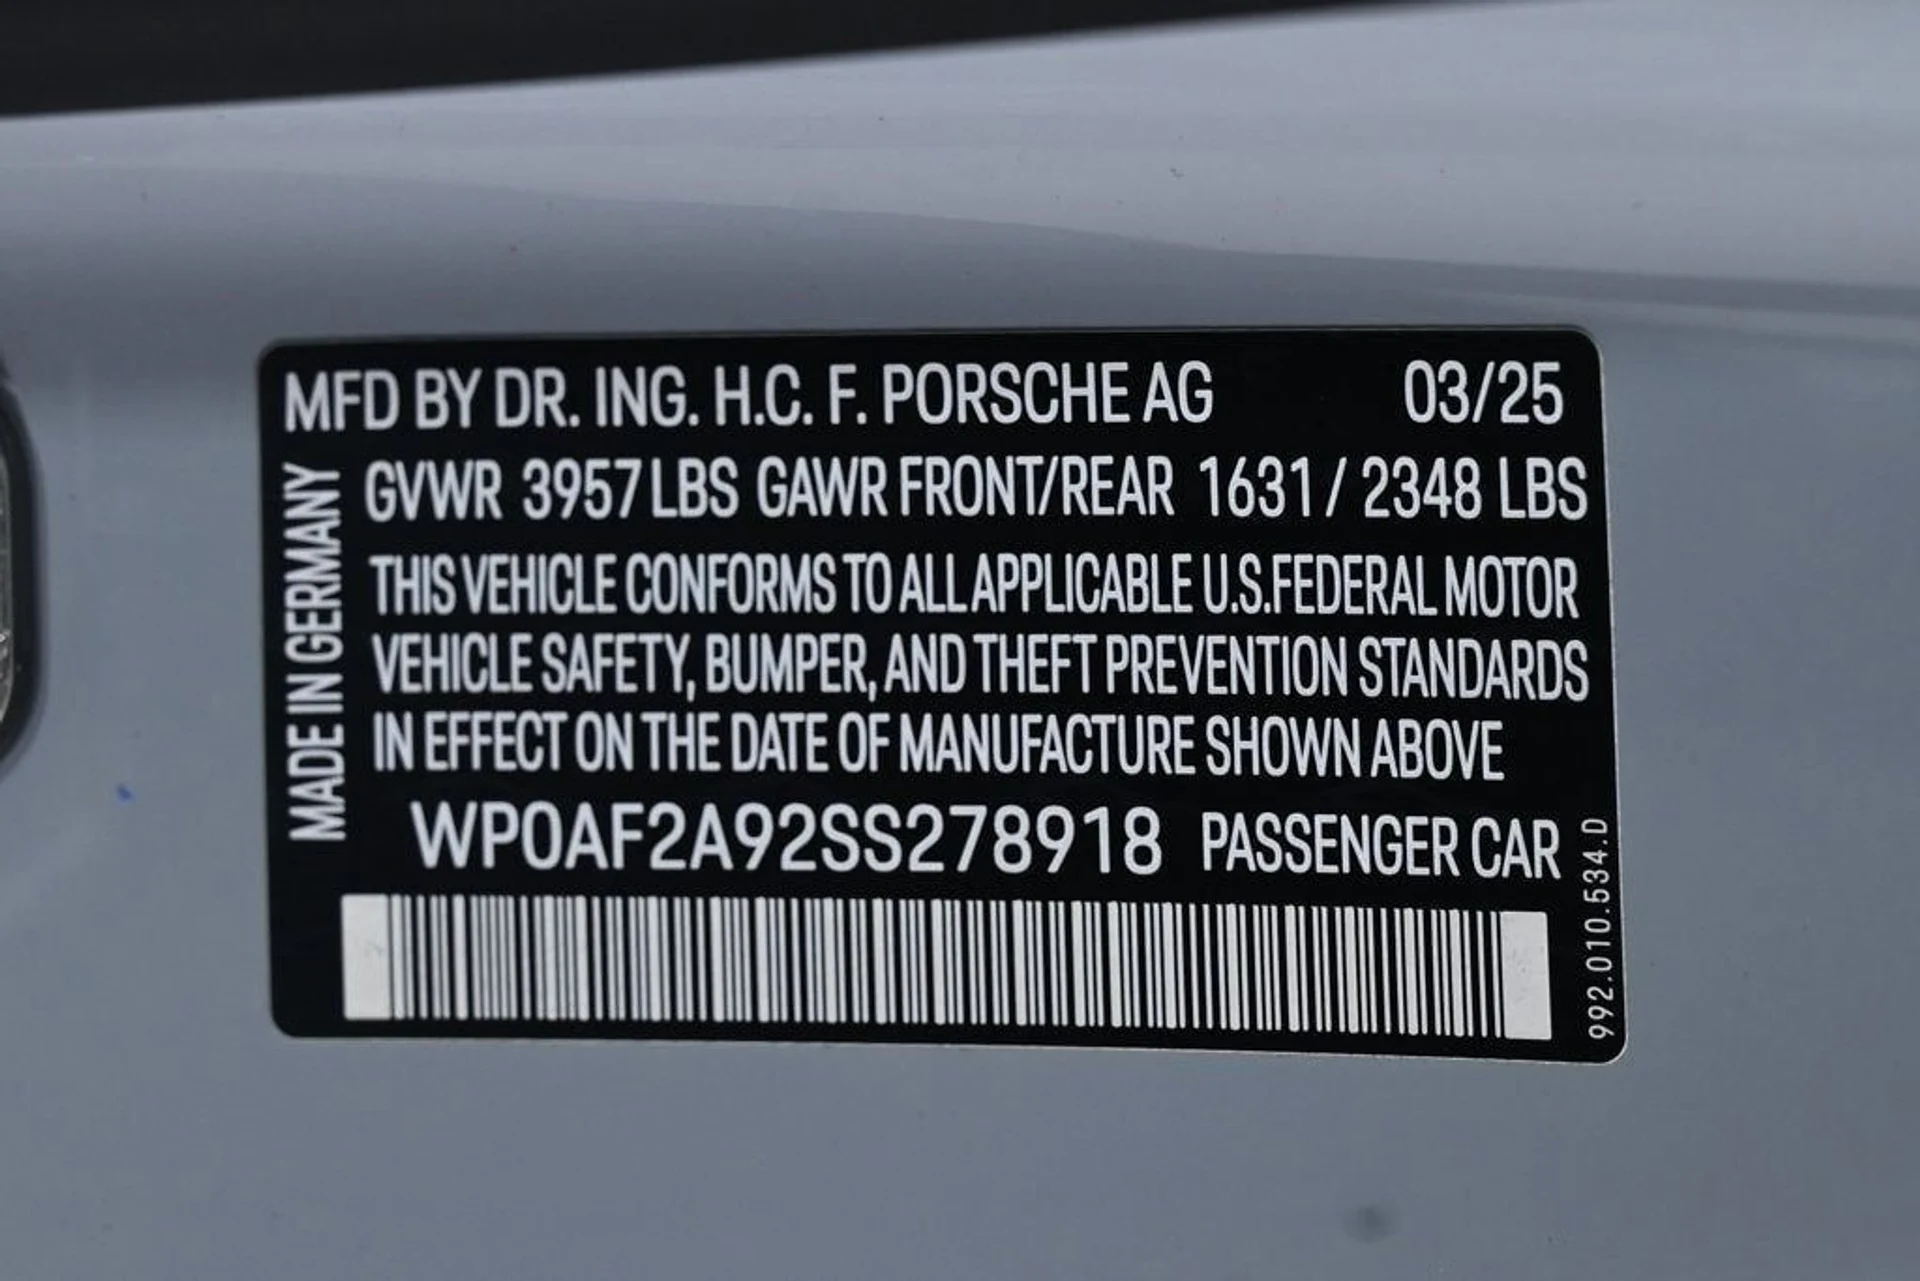 MFD BY DR. ING. H.C. F. PORSCHE AG 03/25
GVWR 3957 LBS GAWR FRONT/REAR 1631 / 2348 LBS
THIS VEHICLE CONFORMS TO ALL APPLICABLE U.S.FEDERAL MOTOR
VEHICLE SAFETY, BUMPER, AND THEFT PREVENTION STANDARDS
IN EFFECT ON THE DATE OF MANUFACTURE SHOWN ABOVE
WP0AF2A92SS278918 PASSENGER CAR
MADE IN GERMANY
992.010.534.D